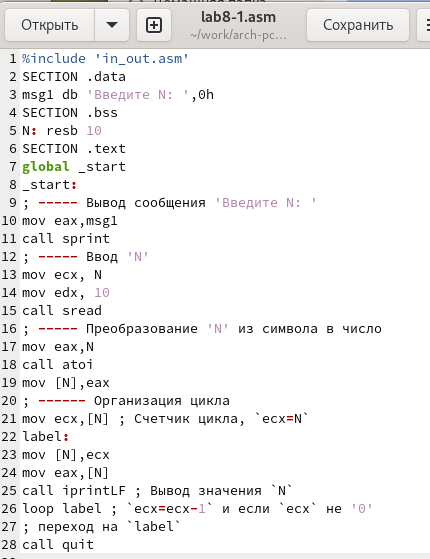 Открыть
lab8-1.asm
~/work/arch-pc...
Сохранить
1 %include 'in_out.asm'
2 SECTION .data
3 msg1 db 'Введите N: ',0h
4 SECTION .bss
5 N: resb 10
6 SECTION .text
7 global _start
8 _start:
9 ; ----- Вывод сообщения 'Введите N: '
10 mov eax,msg1
11 call sprint
12 ; ----- Ввод 'N'
13 mov ecx, N
14 mov edx, 10
15 call sread
16 ; ----- Преобразование 'N' из символа в число
17 mov eax,N
18 call atoi
19 mov [N],eax
20 ; ------ Организация цикла
21 mov ecx,[N] ; Счетчик цикла, `ecx=N`
22 label:
23 mov [N],ecx
24 mov eax,[N]
25 call iprintLF ; Вывод значения `N`
26 loop label ; `ecx=ecx-1` и если `ecx` не '0'
27 ; переход на `label`
28 call quit